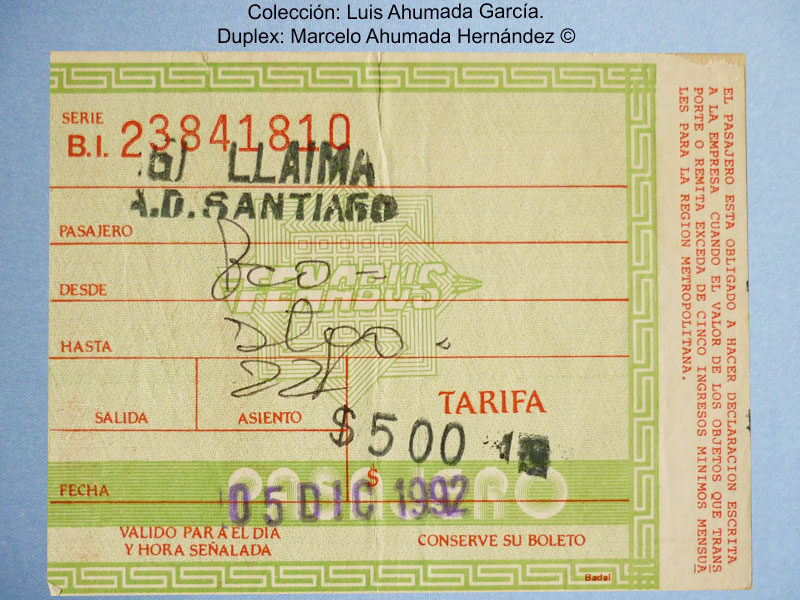 Colección: Luis Ahumada García.
Duplex: Marcelo Ahumada Hernández ©
SERIE
B.I. 23841810
LLAIMA
A.D. SANTIAGO
PASAJERO
FENABUS
DESDE
HASTA
SALIDA
ASIENTO
22
TARIFA
$500
$
PASAJERO
FECHA
05 DIC 1992
VALIDO PARA EL DIA
Y HORA SEÑALADA
CONSERVE SU BOLETO
Badal
EL PASAJERO ESTA OBLIGADO A HACER DECLARACION ESCRITA
A LA EMPRESA CUANDO EL VALOR DE LOS OBJETOS QUE TRANS
PORTE O REMITA EXCEDA DE CINCO INGRESOS MINIMOS MENSUA
LES PARA LA REGION METROPOLITANA.